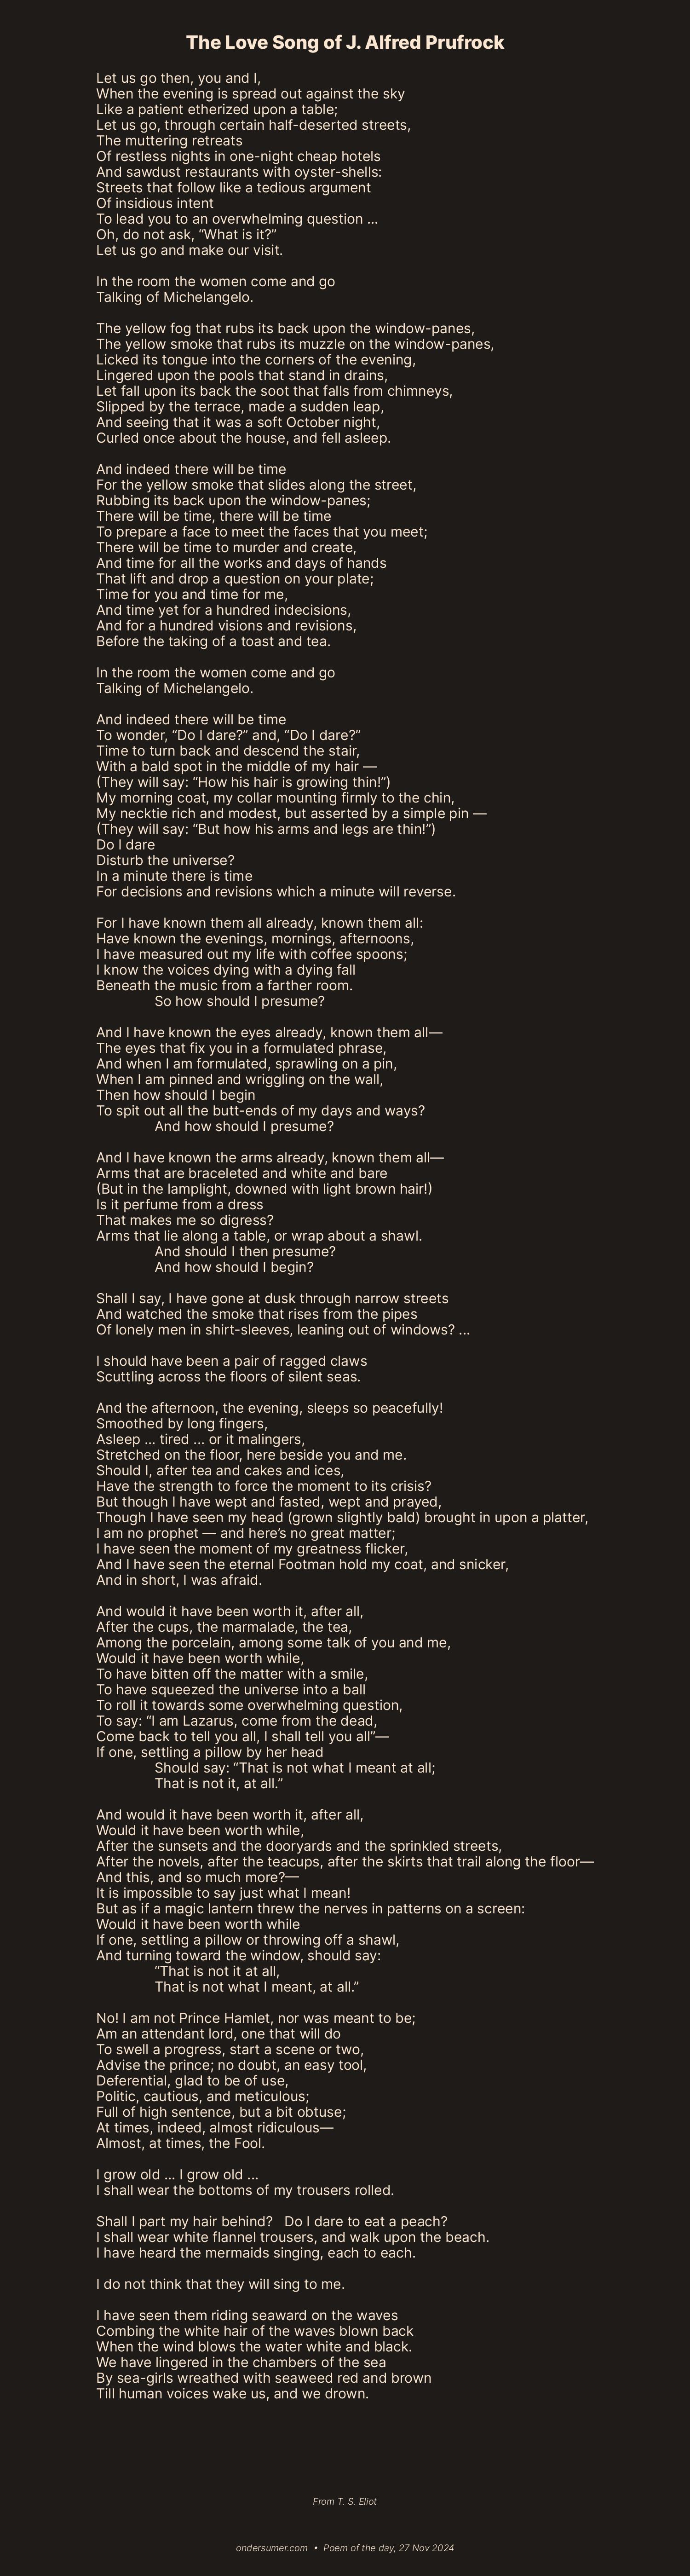 The Love Song of J. Alfred Prufrock
Let us go then, you and I,
When the evening is spread out against the sky
Like a patient etherized upon a table;
Let us go, through certain half-deserted streets,
The muttering retreats
Of restless nights in one-night cheap hotels
And sawdust restaurants with oyster-shells:
Streets that follow like a tedious argument
Of insidious intent
To lead you to an overwhelming question ...
Oh, do not ask, “What is it?”
Let us go and make our visit.

In the room the women come and go
Talking of Michelangelo.

The yellow fog that rubs its back upon the window-panes,
The yellow smoke that rubs its muzzle on the window-panes,
Licked its tongue into the corners of the evening,
Lingered upon the pools that stand in drains,
Let fall upon its back the soot that falls from chimneys,
Slipped by the terrace, made a sudden leap,
And seeing that it was a soft October night,
Curled once about the house, and fell asleep.

And indeed there will be time
For the yellow smoke that slides along the street,
Rubbing its back upon the window-panes;
There will be time, there will be time
To prepare a face to meet the faces that you meet;
There will be time to murder and create,
And time for all the works and days of hands
That lift and drop a question on your plate;
Time for you and time for me,
And time yet for a hundred indecisions,
And for a hundred visions and revisions,
Before the taking of a toast and tea.

In the room the women come and go
Talking of Michelangelo.

And indeed there will be time
To wonder, “Do I dare?” and, “Do I dare?”
Time to turn back and descend the stair,
With a bald spot in the middle of my hair —
(They will say: “How his hair is growing thin!”)
My morning coat, my collar mounting firmly to the chin,
My necktie rich and modest, but asserted by a simple pin —
(They will say: “But how his arms and legs are thin!”)
Do I dare
Disturb the universe?
In a minute there is time
For decisions and revisions which a minute will reverse.

For I have known them all already, known them all:
Have known the evenings, mornings, afternoons,
I have measured out my life with coffee spoons;
I know the voices dying with a dying fall
Beneath the music from a farther room.
So how should I presume?

And I have known the eyes already, known them all—
The eyes that fix you in a formulated phrase,
And when I am formulated, sprawling on a pin,
When I am pinned and wriggling on the wall,
Then how should I begin
To spit out all the butt-ends of my days and ways?
And how should I presume?

And I have known the arms already, known them all—
Arms that are braceleted and white and bare
(But in the lamplight, downed with light brown hair!)
Is it perfume from a dress
That makes me so digress?
Arms that lie along a table, or wrap about a shawl.
And should I then presume?
And how should I begin?

Shall I say, I have gone at dusk through narrow streets
And watched the smoke that rises from the pipes
Of lonely men in shirt-sleeves, leaning out of windows? ...

I should have been a pair of ragged claws
Scuttling across the floors of silent seas.

And the afternoon, the evening, sleeps so peacefully!
Smoothed by long fingers,
Asleep ... tired ... or it malingers,
Stretched on the floor, here beside you and me.
Should I, after tea and cakes and ices,
Have the strength to force the moment to its crisis?
But though I have wept and fasted, wept and prayed,
Though I have seen my head (grown slightly bald) brought in upon a platter,
I am no prophet — and here’s no great matter;
I have seen the moment of my greatness flicker,
And I have seen the eternal Footman hold my coat, and snicker,
And in short, I was afraid.

And would it have been worth it, after all,
After the cups, the marmalade, the tea,
Among the porcelain, among some talk of you and me,
Would it have been worth while,
To have bitten off the matter with a smile,
To have squeezed the universe into a ball
To roll it towards some overwhelming question,
To say: “I am Lazarus, come from the dead,
Come back to tell you all, I shall tell you all”—
If one, settling a pillow by her head
Should say: “That is not what I meant at all;
That is not it, at all.”

And would it have been worth it, after all,
Would it have been worth while,
After the sunsets and the dooryards and the sprinkled streets,
After the novels, after the teacups, after the skirts that trail along the floor—
And this, and so much more?—
It is impossible to say just what I mean!
But as if a magic lantern threw the nerves in patterns on a screen:
Would it have been worth while
If one, settling a pillow or throwing off a shawl,
And turning toward the window, should say:
“That is not it at all,
That is not what I meant, at all.”

No! I am not Prince Hamlet, nor was meant to be;
Am an attendant lord, one that will do
To swell a progress, start a scene or two,
Advise the prince; no doubt, an easy tool,
Deferential, glad to be of use,
Politic, cautious, and meticulous;
Full of high sentence, but a bit obtuse;
At times, indeed, almost ridiculous—
Almost, at times, the Fool.

I grow old ... I grow old ...
I shall wear the bottoms of my trousers rolled.

Shall I part my hair behind?   Do I dare to eat a peach?
I shall wear white flannel trousers, and walk upon the beach.
I have heard the mermaids singing, each to each.

I do not think that they will sing to me.

I have seen them riding seaward on the waves
Combing the white hair of the waves blown back
When the wind blows the water white and black.
We have lingered in the chambers of the sea
By sea-girls wreathed with seaweed red and brown
Till human voices wake us, and we drown.

From T. S. Eliot

ondersumer.com • Poem of the day, 27 Nov 2024